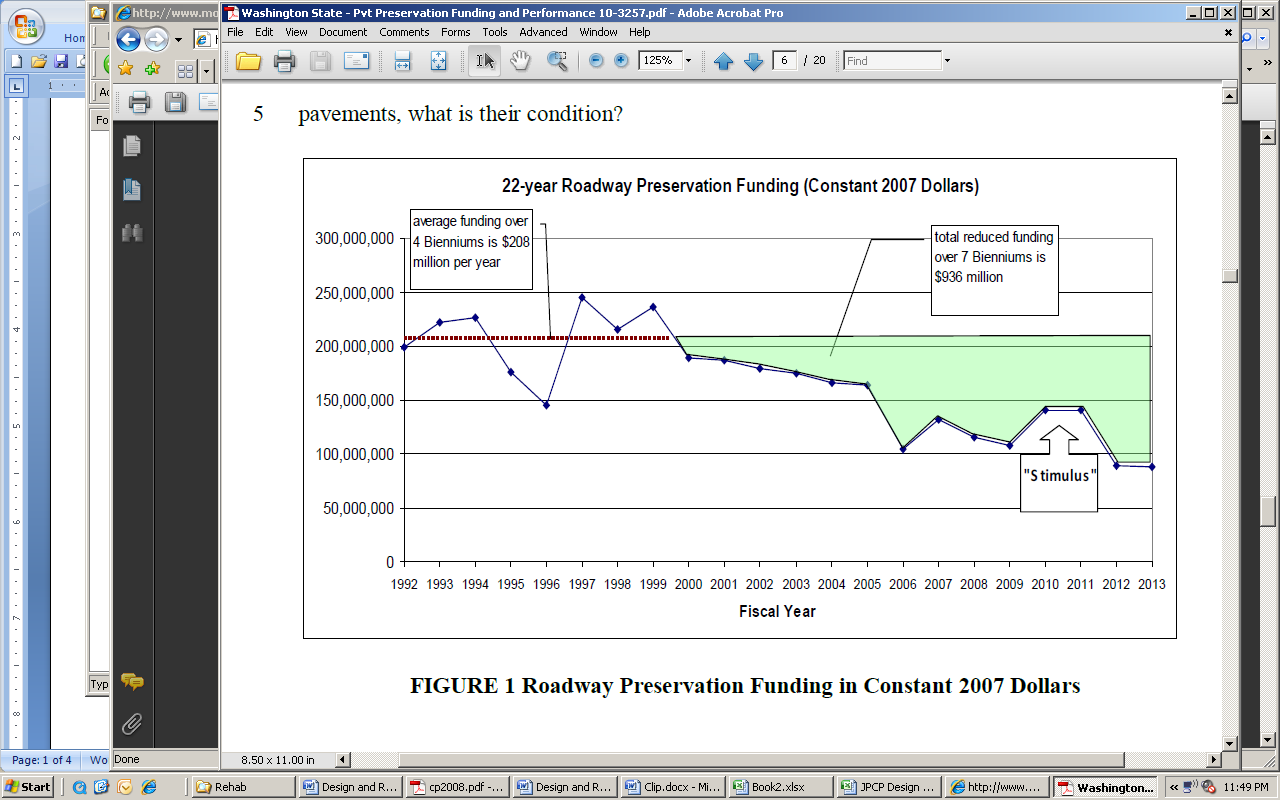 Washington State - Pvt Preservation Funding and Performance 10-3257.pdf - Adobe Acrobat Pro
http://www.mo
Hom
File Edit View Document Comments Forms Tools Advanced Window Help
125% 6 / 20 Find
Fo
5 pavements, what is their condition?
22-year Roadway Preservation Funding (Constant 2007 Dollars)
average funding over
4 Bienniums is $208
million per year
total reduced funding
over 7 Bienniums is
$936 million
300,000,000
250,000,000
200,000,000
150,000,000
100,000,000
50,000,000
0
"Stimulus"
1992 1993 1994 1995 1996 1997 1998 1999 2000 2001 2002 2003 2004 2005 2006 2007 2008 2009 2010 2011 2012 2013
Fiscal Year
FIGURE 1 Roadway Preservation Funding in Constant 2007 Dollars
Typ
Page: 1 of 4 Wo
Done
8.50 x 11.00 in
Start Rehab Design and R... cp2008.pdf -... Design and R... Clip.docx - Mi... Book2.xlsx JPCP Design ... http://www.... Washington... 11:49 PM